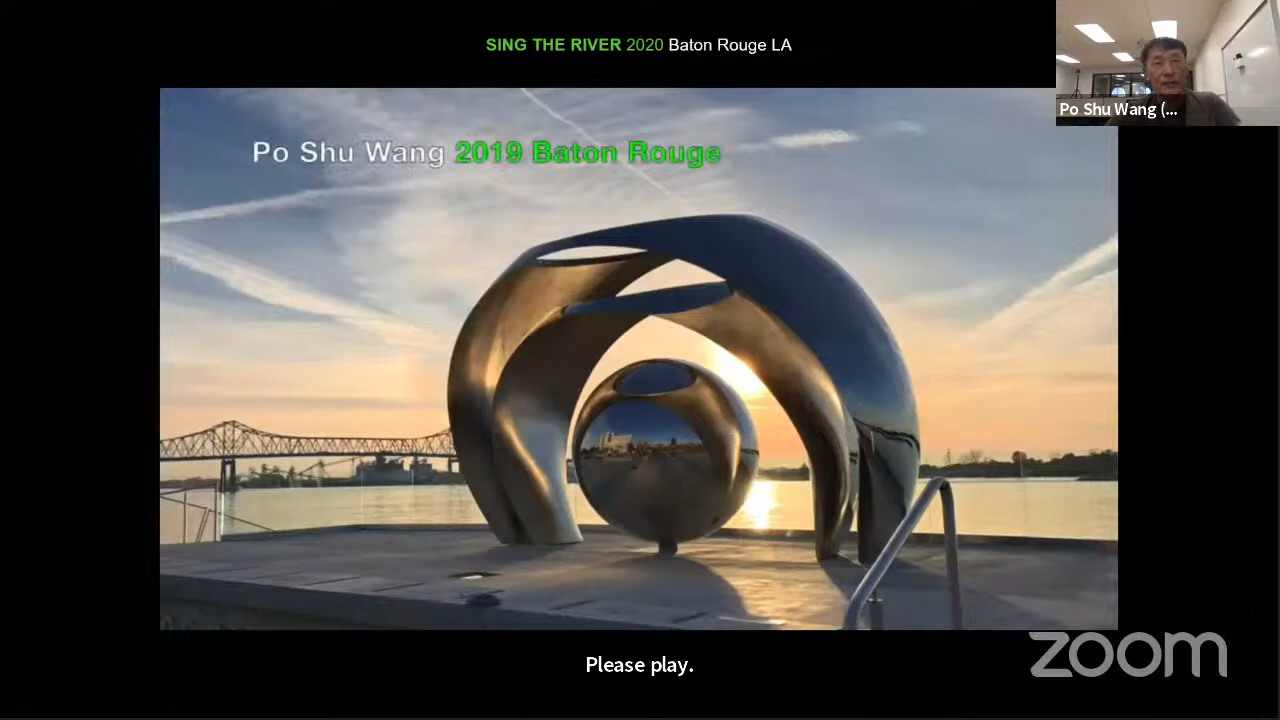 SING THE RIVER 2020 Baton Rouge LA
Po Shu Wang (...
Po Shu Wang 2019 Baton Rouge
zoom
Please play.